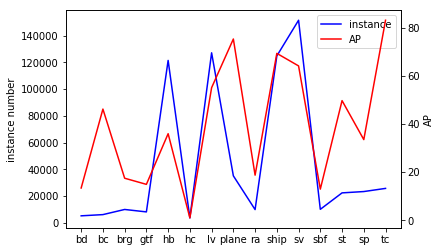 instance
AP
140000
120000
100000
80000
60000
40000
20000
0
instance number
80
60
40
20
0
AP
bd bc brg gtf hb hc lv plane ra ship sv sbf st sp tc